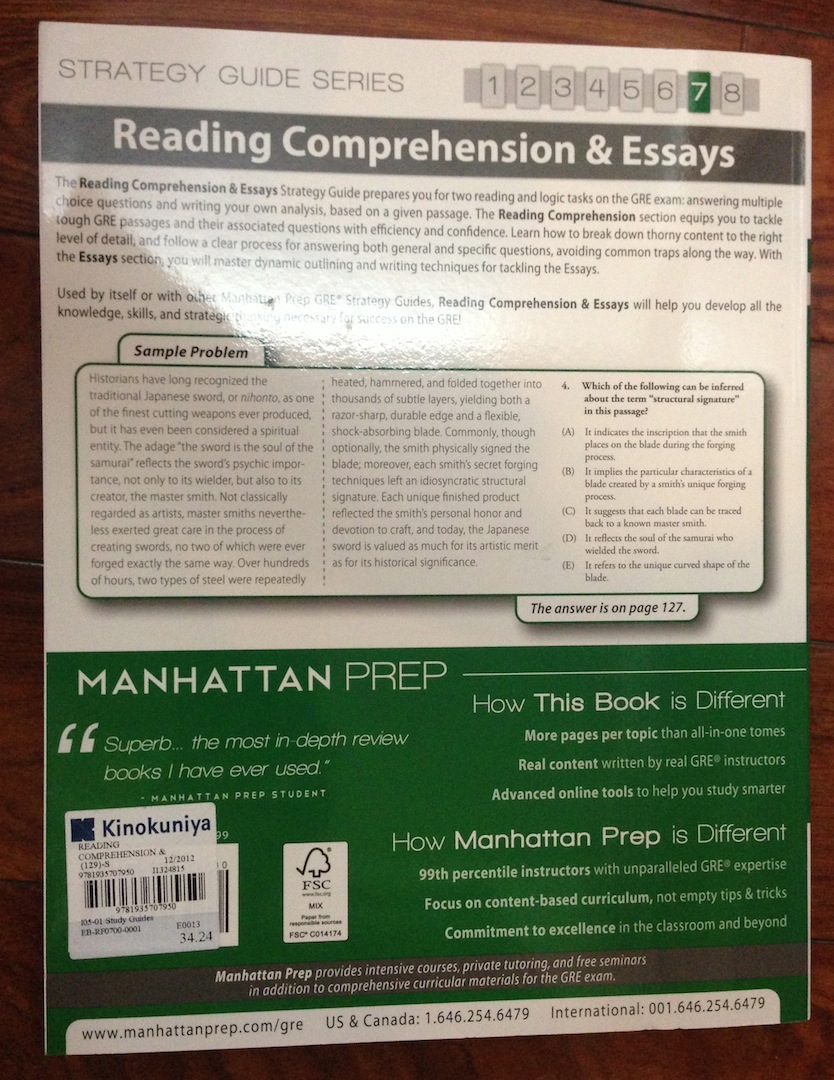 STRATEGY GUIDE SERIES
1 2 3 4 5 6 7 8
Reading Comprehension & Essays
The Reading Comprehension & Essays Strategy Guide prepares you for two reading and logic tasks on the GRE exam: answering multiple
choice questions and writing your own analysis, based on a given passage. The Reading Comprehension section equips you to tackle
tough GRE passages and their associated questions with efficiency and confidence. Learn how to break down thorny content to the right
level of detail, and follow a clear process for answering both general and specific questions, avoiding common traps along the way. With
the Essays section, you will master dynamic outlining and writing techniques for tackling the Essays.
Used by itself or with other Manhattan Prep GRE® Strategy Guides, Reading Comprehension & Essays will help you develop all the
knowledge, skills, and strategic thinking necessary for success on the GRE!
Sample Problem
Historians have long recognized the
traditional Japanese sword, or nihonto, as one
of the finest cutting weapons ever produced,
but it has even been considered a spiritual
entity. The adage "the sword is the soul of the
samurai" reflects the sword's psychic impor-
tance, not only to its wielder, but also to its
creator, the master smith. Not classically
regarded as artists, master smiths neverthe-
less exerted great care in the process of
creating swords, no two of which were ever
forged exactly the same way. Over hundreds
of hours, two types of steel were repeatedly
heated, hammered, and folded together into
thousands of subtle layers, yielding both a
razor-sharp, durable edge and a flexible,
shock-absorbing blade. Commonly, though
optionally, the smith physically signed the
blade; moreover, each smith's secret forging
techniques left an idiosyncratic structural
signature. Each unique finished product
reflected the smith's personal honor and
devotion to craft, and today, the Japanese
sword is valued as much for its artistic merit
as for its historical significance.
4. Which of the following can be inferred
about the term "structural signature"
in this passage?
(A) It indicates the inscription that the smith
places on the blade during the forging
process.
(B) It implies the particular characteristics of a
blade created by a smith's unique forging
process.
(C) It suggests that each blade can be traced
back to a known master smith.
(D) It reflects the soul of the samurai who
wielded the sword.
(E) It refers to the unique curved shape of the
blade.
The answer is on page 127.
MANHATTAN PREP
"Superb... the most in-depth review
books I have ever used."
- MANHATTAN PREP STUDENT
How This Book is Different
More pages per topic than all-in-one tomes
Real content written by real GRE® instructors
Advanced online tools to help you study smarter
How Manhattan Prep is Different
99th percentile instructors with unparalleled GRE® expertise
Focus on content-based curriculum, not empty tips & tricks
Commitment to excellence in the classroom and beyond
Kinokuniya
READING
COMPREHENSION &
(129)-S 12/2012
9781935707950 I1324815
9781935707950
I05-01 Study Guides
EB-RF0700-0001 E0013
34.24
99
0
FSC®
www.fsc.org
MIX
Paper from
responsible sources
FSC® C014174
Manhattan Prep provides intensive courses, private tutoring, and free seminars
in addition to comprehensive curricular materials for the GRE exam.
www.manhattanprep.com/gre US & Canada: 1.646.254.6479 International: 001.646.254.6479